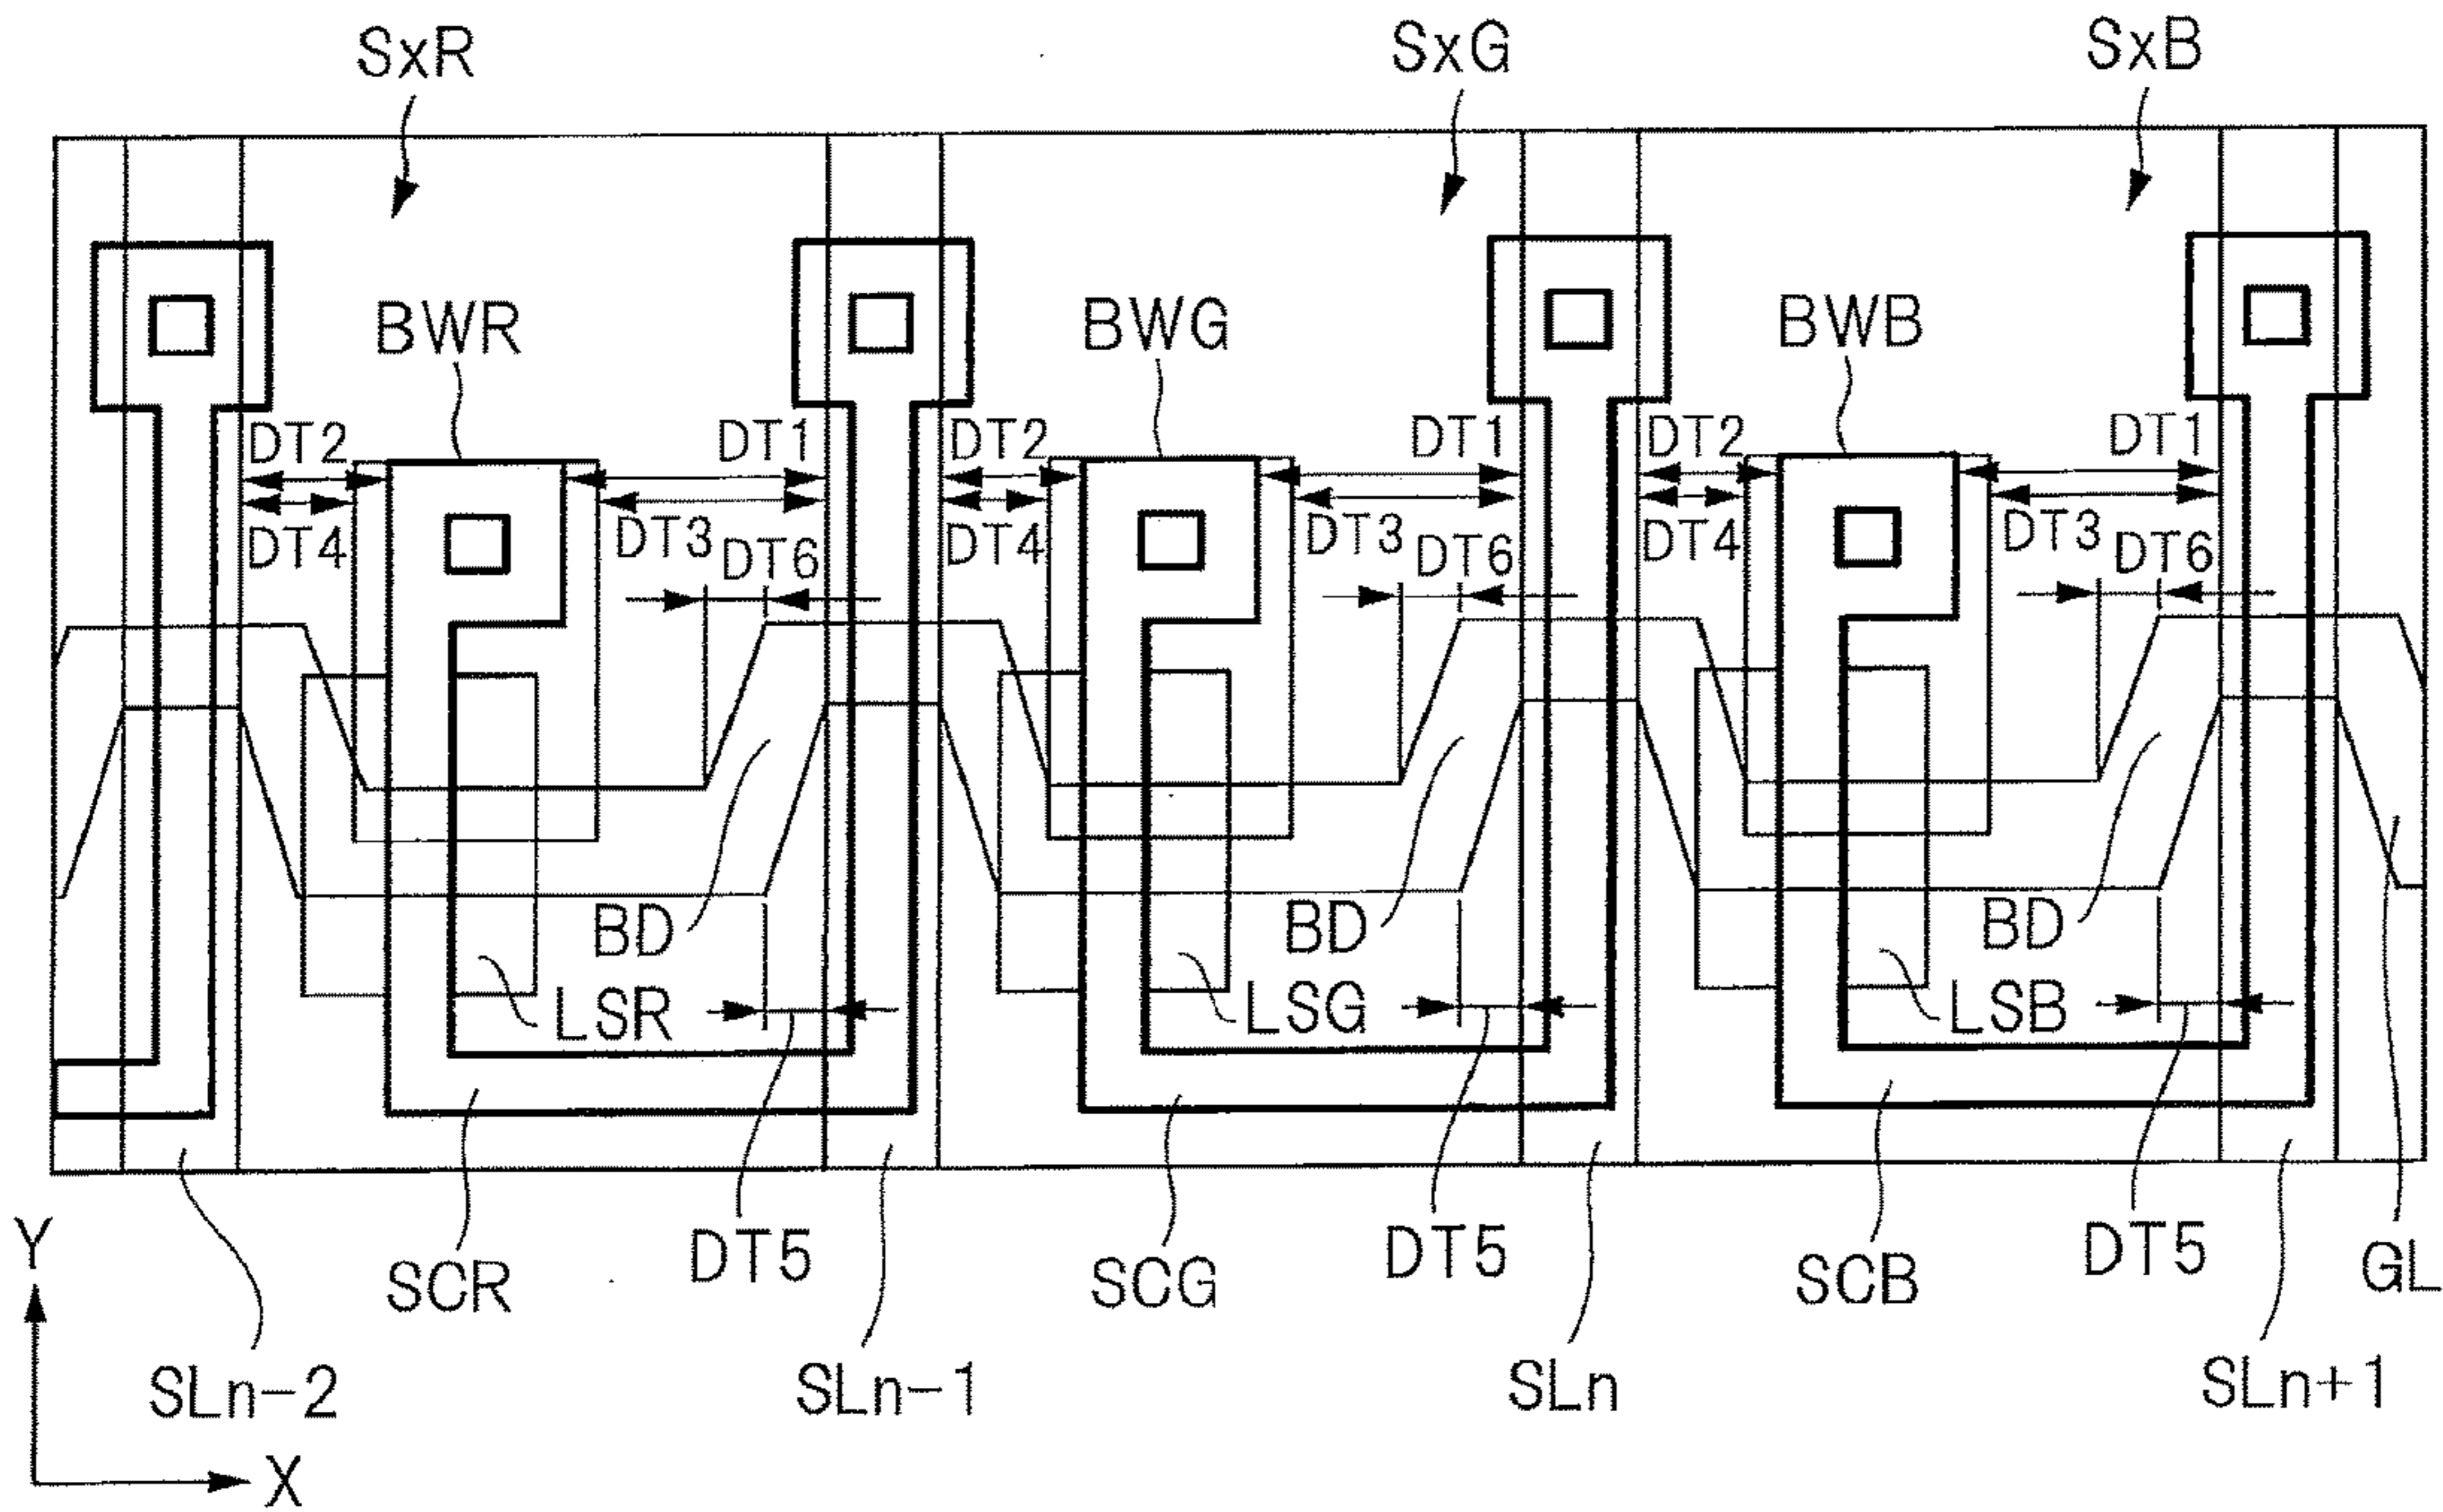 SxR SxG SxB
BWR BWG BWB
DT2 DT1 DT2 DT1 DT2 DT1
DT4 DT3 DT6 DT4 DT3 DT6 DT4 DT3 DT6
BD BD BD
LSR LSG LSB
Y SCR DT5 SCG DT5 SCB DT5 GL
SLn-2 SLn-1 SLn SLn+1
X